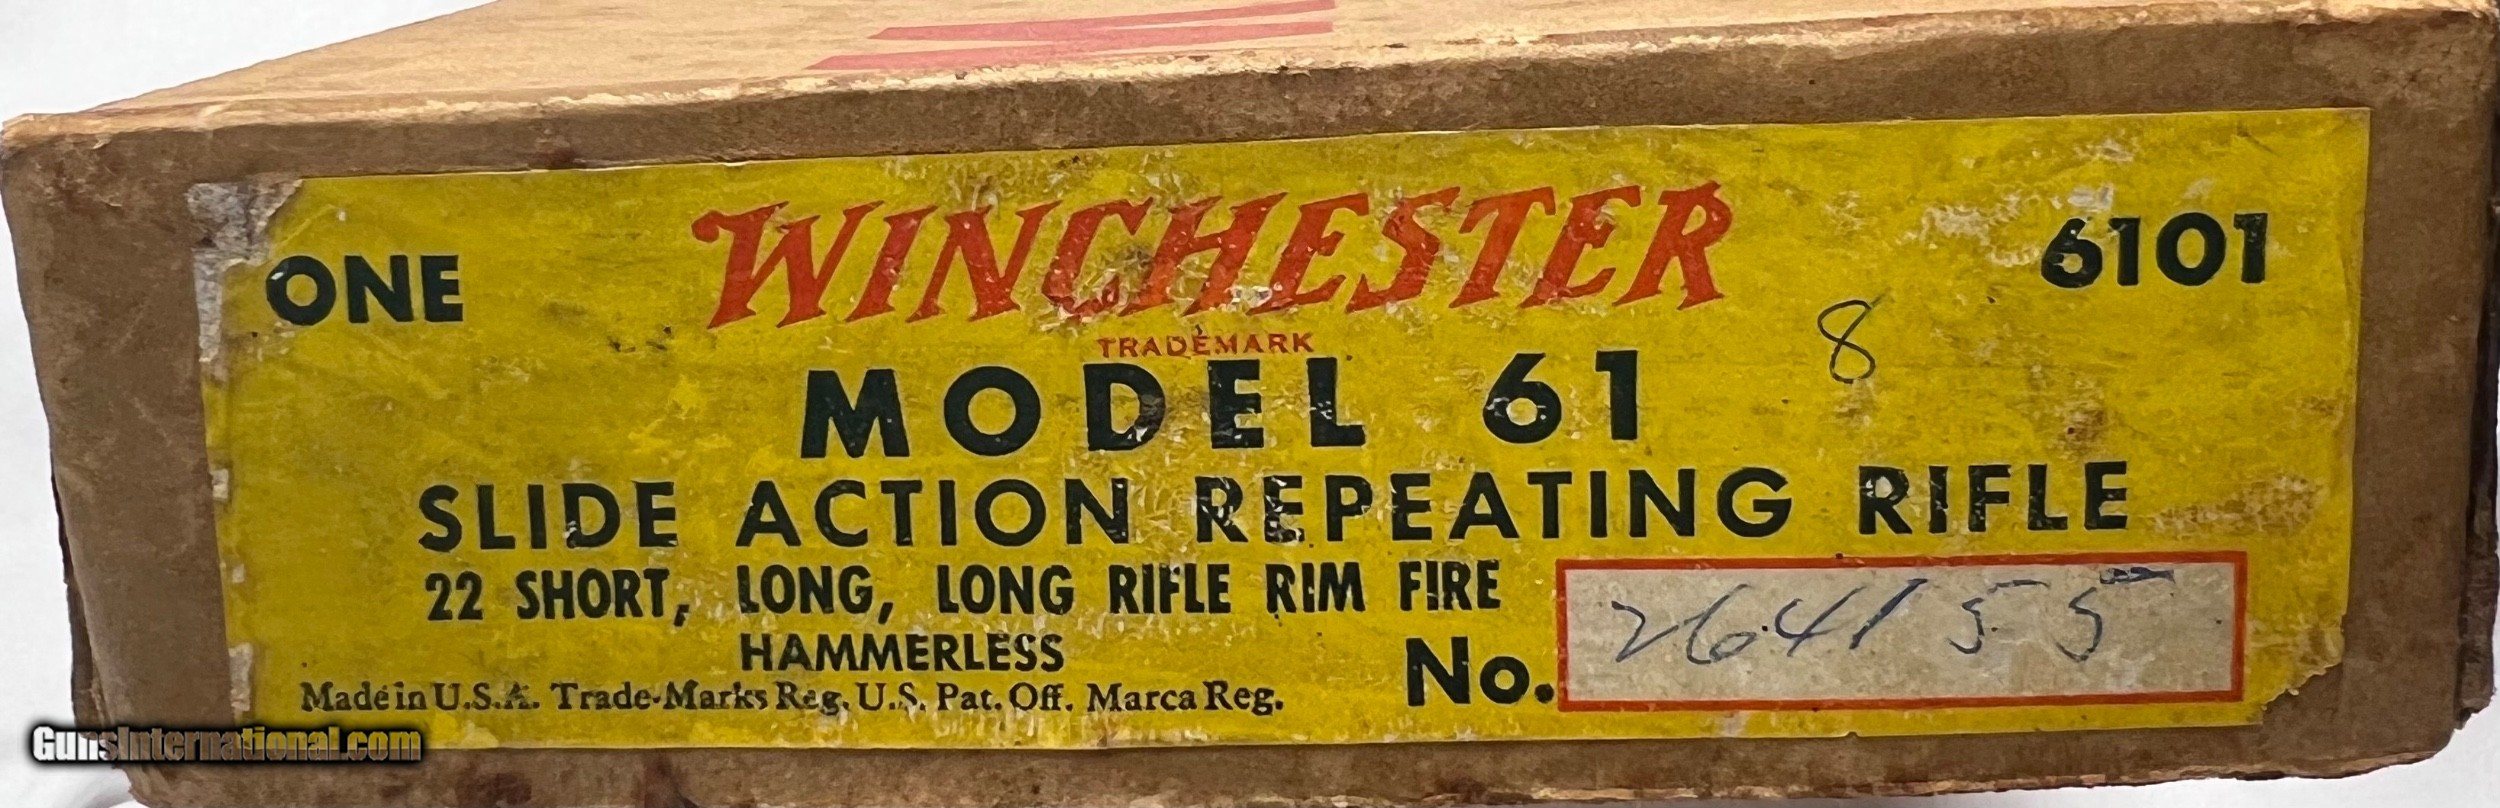 ONE WINCHESTER 6101
TRADEMARK 8
MODEL 61
SLIDE ACTION REPEATING RIFLE
22 SHORT, LONG, LONG RIFLE RIM FIRE
HAMMERLESS
No. 264155
Made in U.S.A. Trade-Marks Reg. U.S. Pat. Off. Marca Reg.
GunsInternational.com